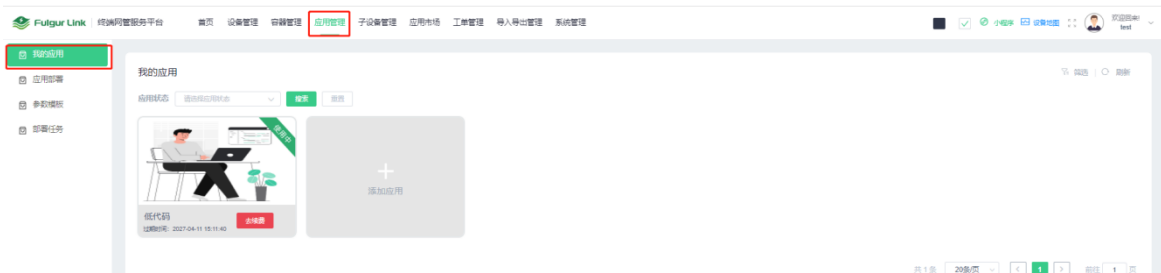 Fulgur Link 终端网管服务平台 首页 设备管理 容器管理 应用管理 子设备管理 应用市场 工单管理 导入导出管理 系统管理 小程序 设备地图 欢迎回来! test
我的应用
应用部署
参数模板
部署任务
我的应用 筛选 刷新
应用状态 请选择应用状态 搜索 重置
使用中
添加应用
低代码
过期时间: 2027-04-11 15:11:40
去续费
共 1 条 20条/页 1 前往 1 页